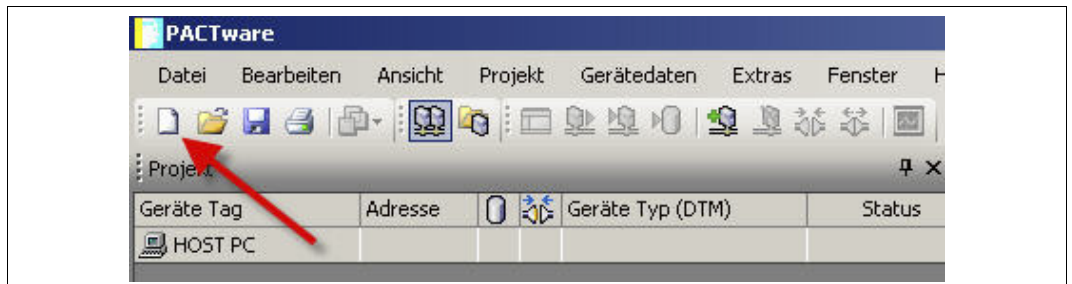 PACTware
Datei Bearbeiten Ansicht Projekt Gerätedaten Extras Fenster H
Projekt
Geräte Tag Adresse Geräte Typ (DTM) Status
HOST PC